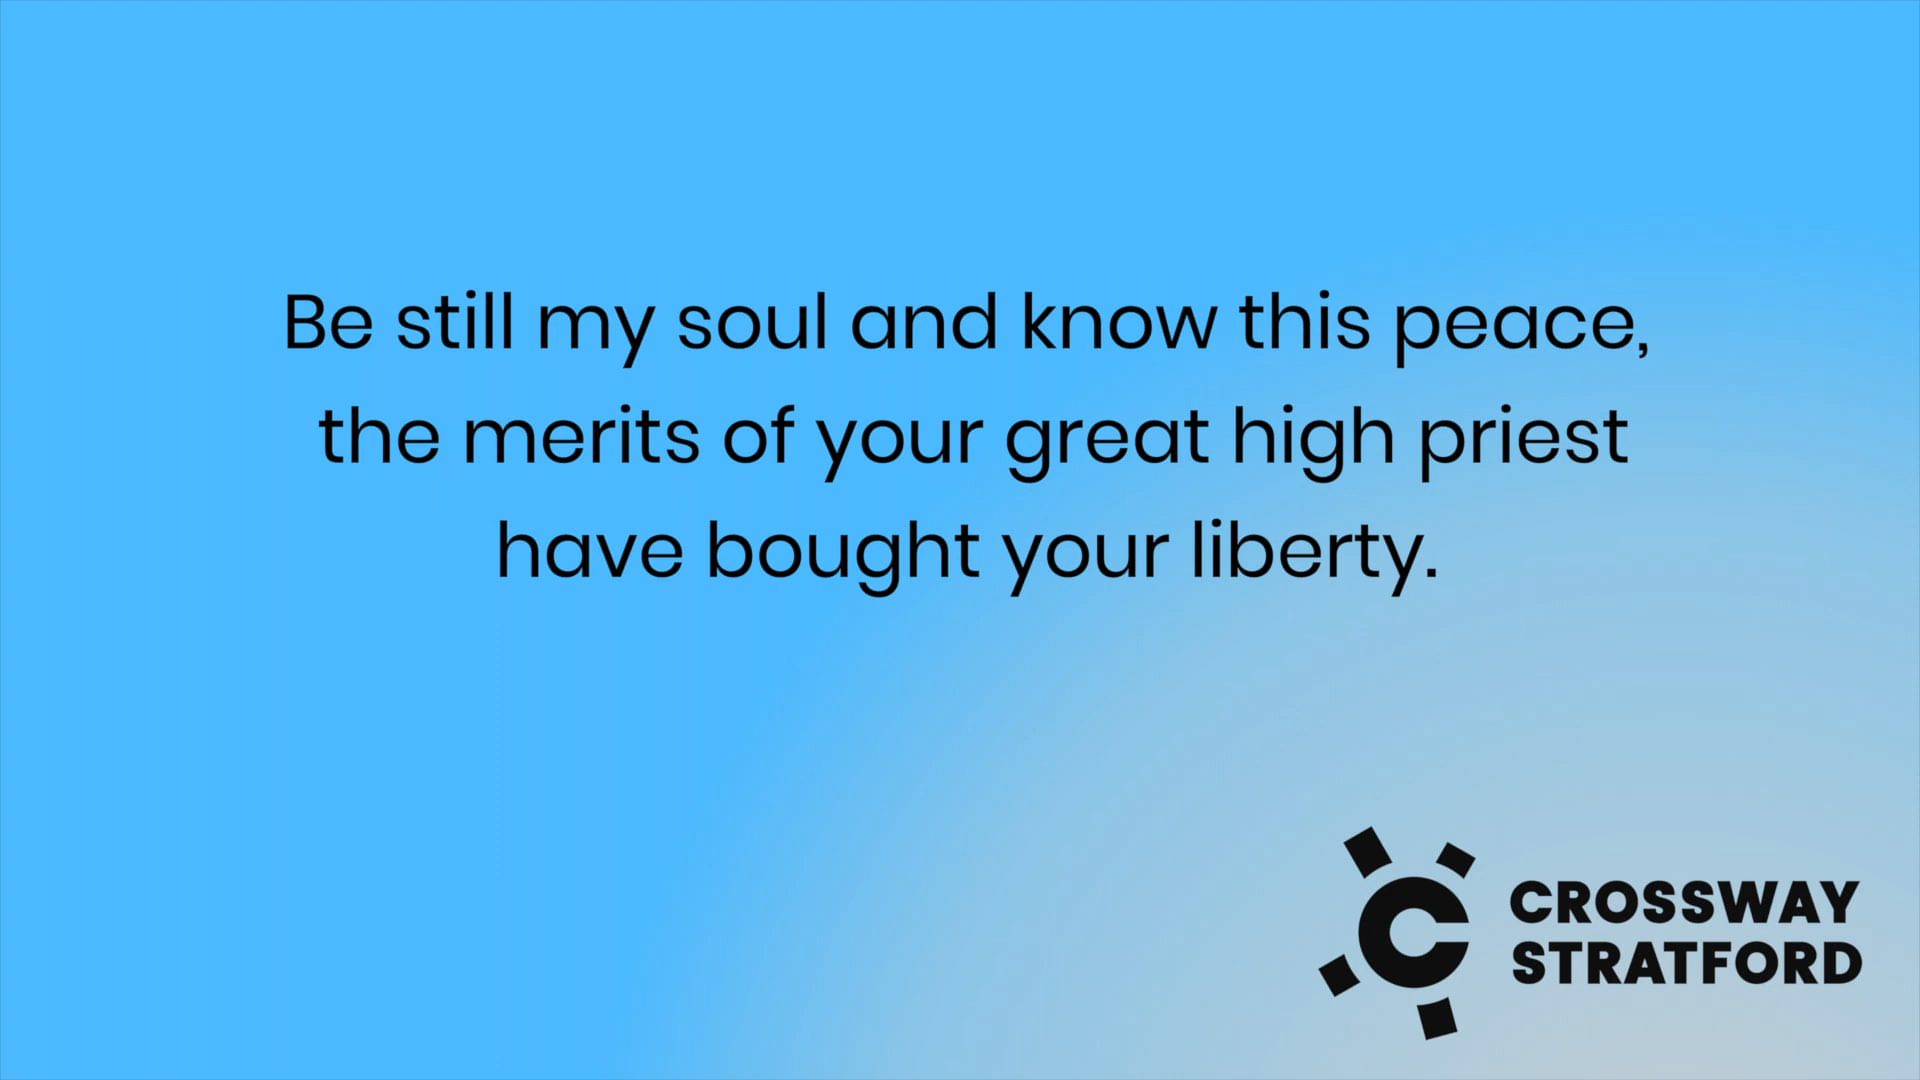 Be still my soul and know this peace,
the merits of your great high priest
have bought your liberty.
CROSSWAY
STRATFORD